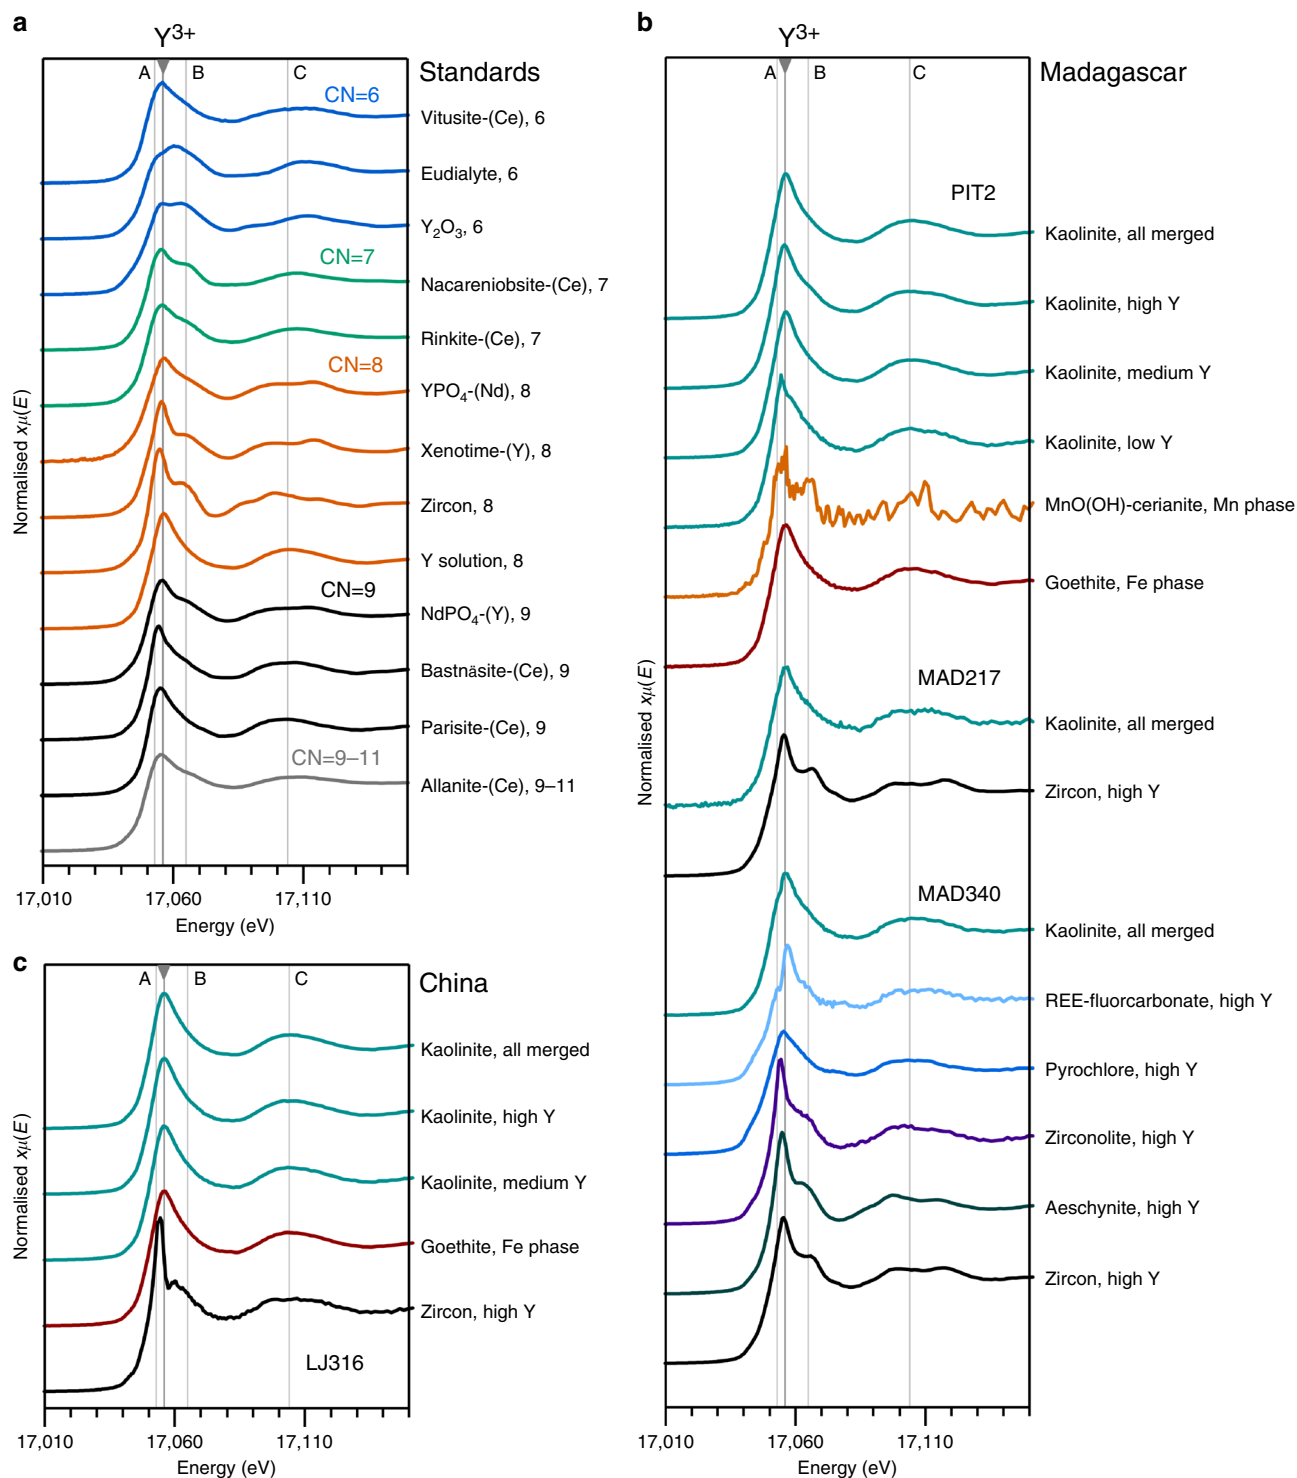 a
Y3+
A
B
C
Standards
CN=6
Vitusite-(Ce), 6
Eudialyte, 6
Y2O3, 6
CN=7
Nacareniobsite-(Ce), 7
Rinkite-(Ce), 7
CN=8
YPO4-(Nd), 8
Xenotime-(Y), 8
Zircon, 8
Y solution, 8
CN=9
NdPO4-(Y), 9
Bastnäsite-(Ce), 9
Parisite-(Ce), 9
CN=9–11
Allanite-(Ce), 9–11
Normalised xμ(E)
17,010
17,060
17,110
Energy (eV)
b
Y3+
A
B
C
Madagascar
PIT2
Kaolinite, all merged
Kaolinite, high Y
Kaolinite, medium Y
Kaolinite, low Y
MnO(OH)-cerianite, Mn phase
Goethite, Fe phase
MAD217
Kaolinite, all merged
Zircon, high Y
MAD340
Kaolinite, all merged
REE-fluorcarbonate, high Y
Pyrochlore, high Y
Zirconolite, high Y
Aeschynite, high Y
Zircon, high Y
Normalised xμ(E)
17,010
17,060
17,110
Energy (eV)
c
A
B
C
China
Kaolinite, all merged
Kaolinite, high Y
Kaolinite, medium Y
Goethite, Fe phase
Zircon, high Y
LJ316
Normalised xμ(E)
17,010
17,060
17,110
Energy (eV)